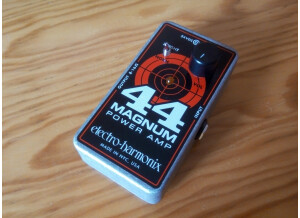 44
MAGNUM
POWER AMP
electro-harmonix
MADE IN NYC, USA